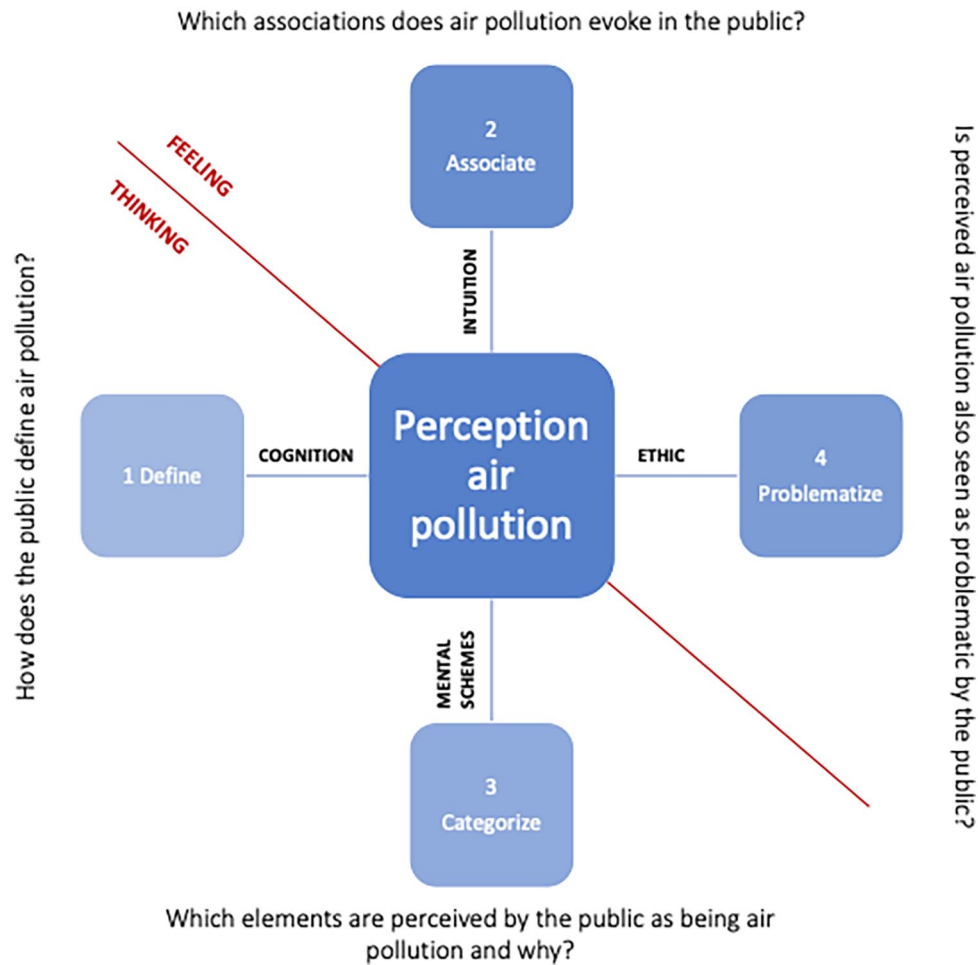 Which associations does air pollution evoke in the public?
2
Associate
FEELING
THINKING
INTUITION
Is perceived air pollution also seen as problematic by the public?
How does the public define air pollution?
1 Define
COGNITION
Perception
air
pollution
ETHIC
4
Problematize
MENTAL
SCHEMES
3
Categorize
Which elements are perceived by the public as being air
pollution and why?